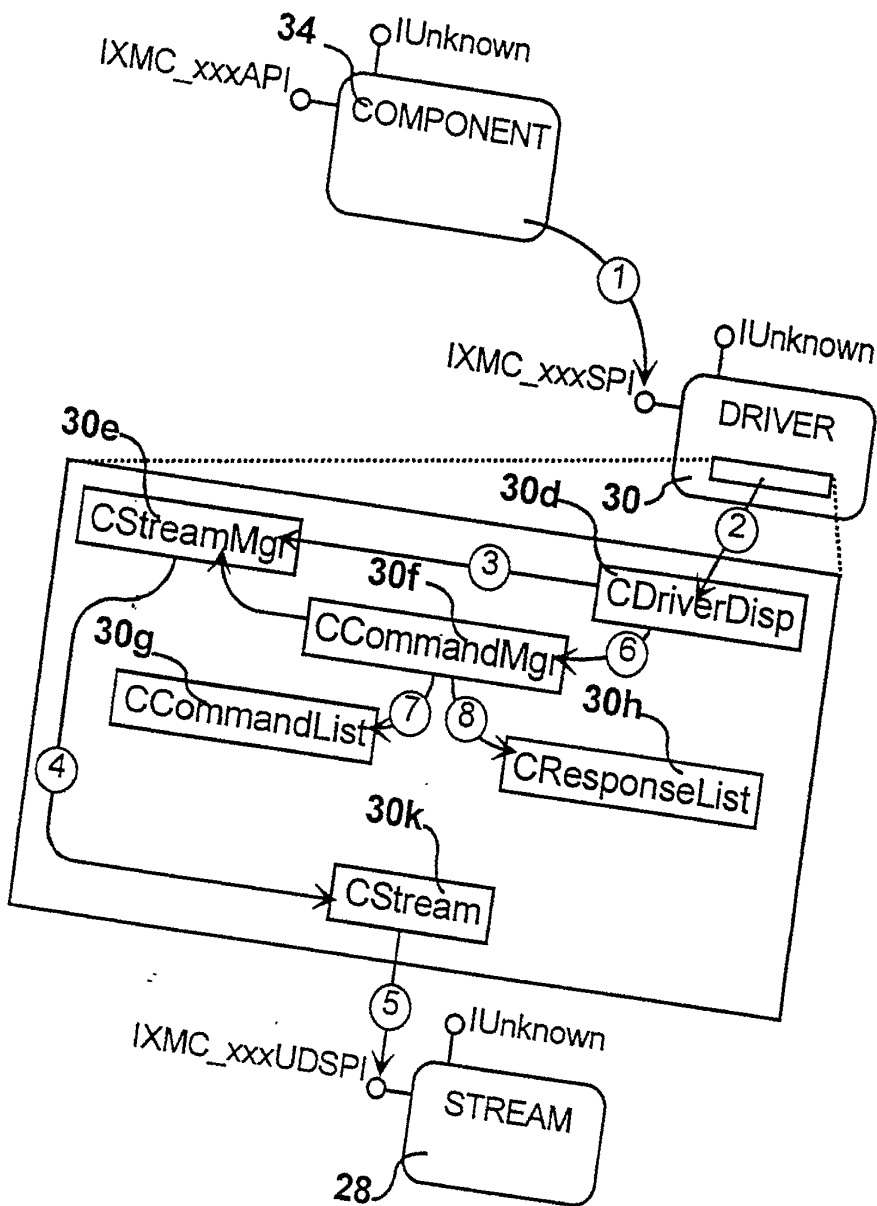 34
IUnknown
IXMC_xxxAPI
COMPONENT
1
IUnknown
IXMC_xxxSPI
DRIVER
30e
30d
30
2
CStreamMgr
3
30f
CDriverDisp
30g
CCommandMgr
6
CCommandList
7
8
30h
4
CResponseList
30k
CStream
5
IUnknown
IXMC_xxxUDSPI
STREAM
28